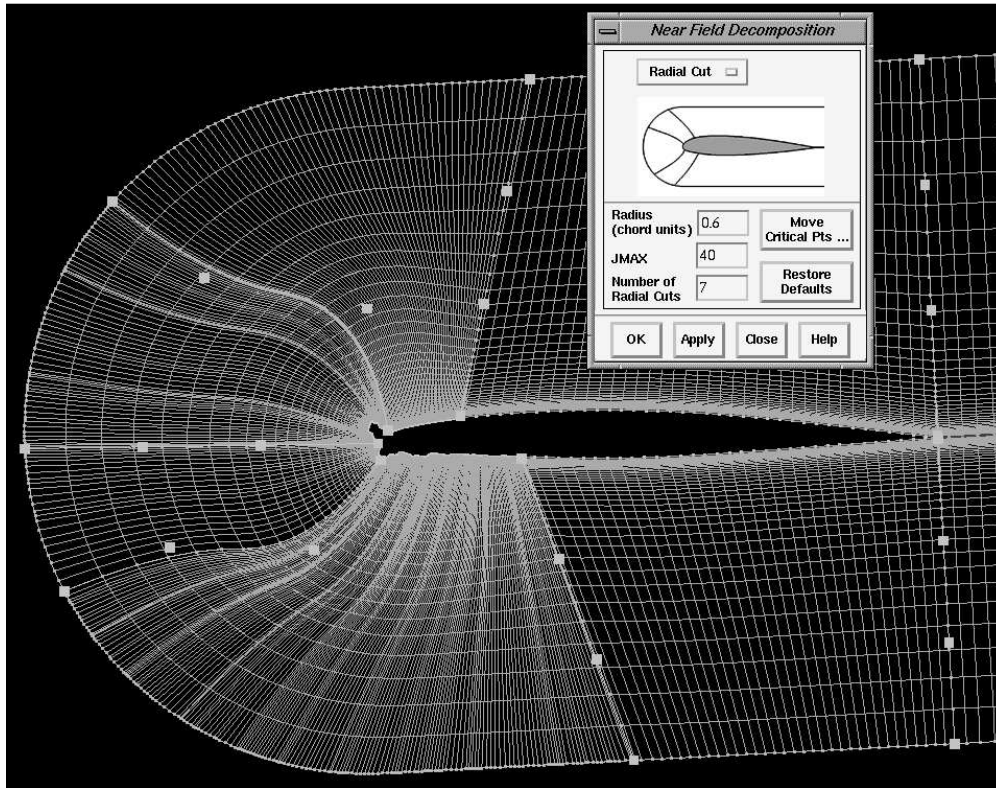 Near Field Decomposition
Radial Cut
Radius
(chord units) 0.6
Move
Critical Pts ...
JMAX 40
Number of
Radial Cuts 7
Restore
Defaults
OK Apply Close Help